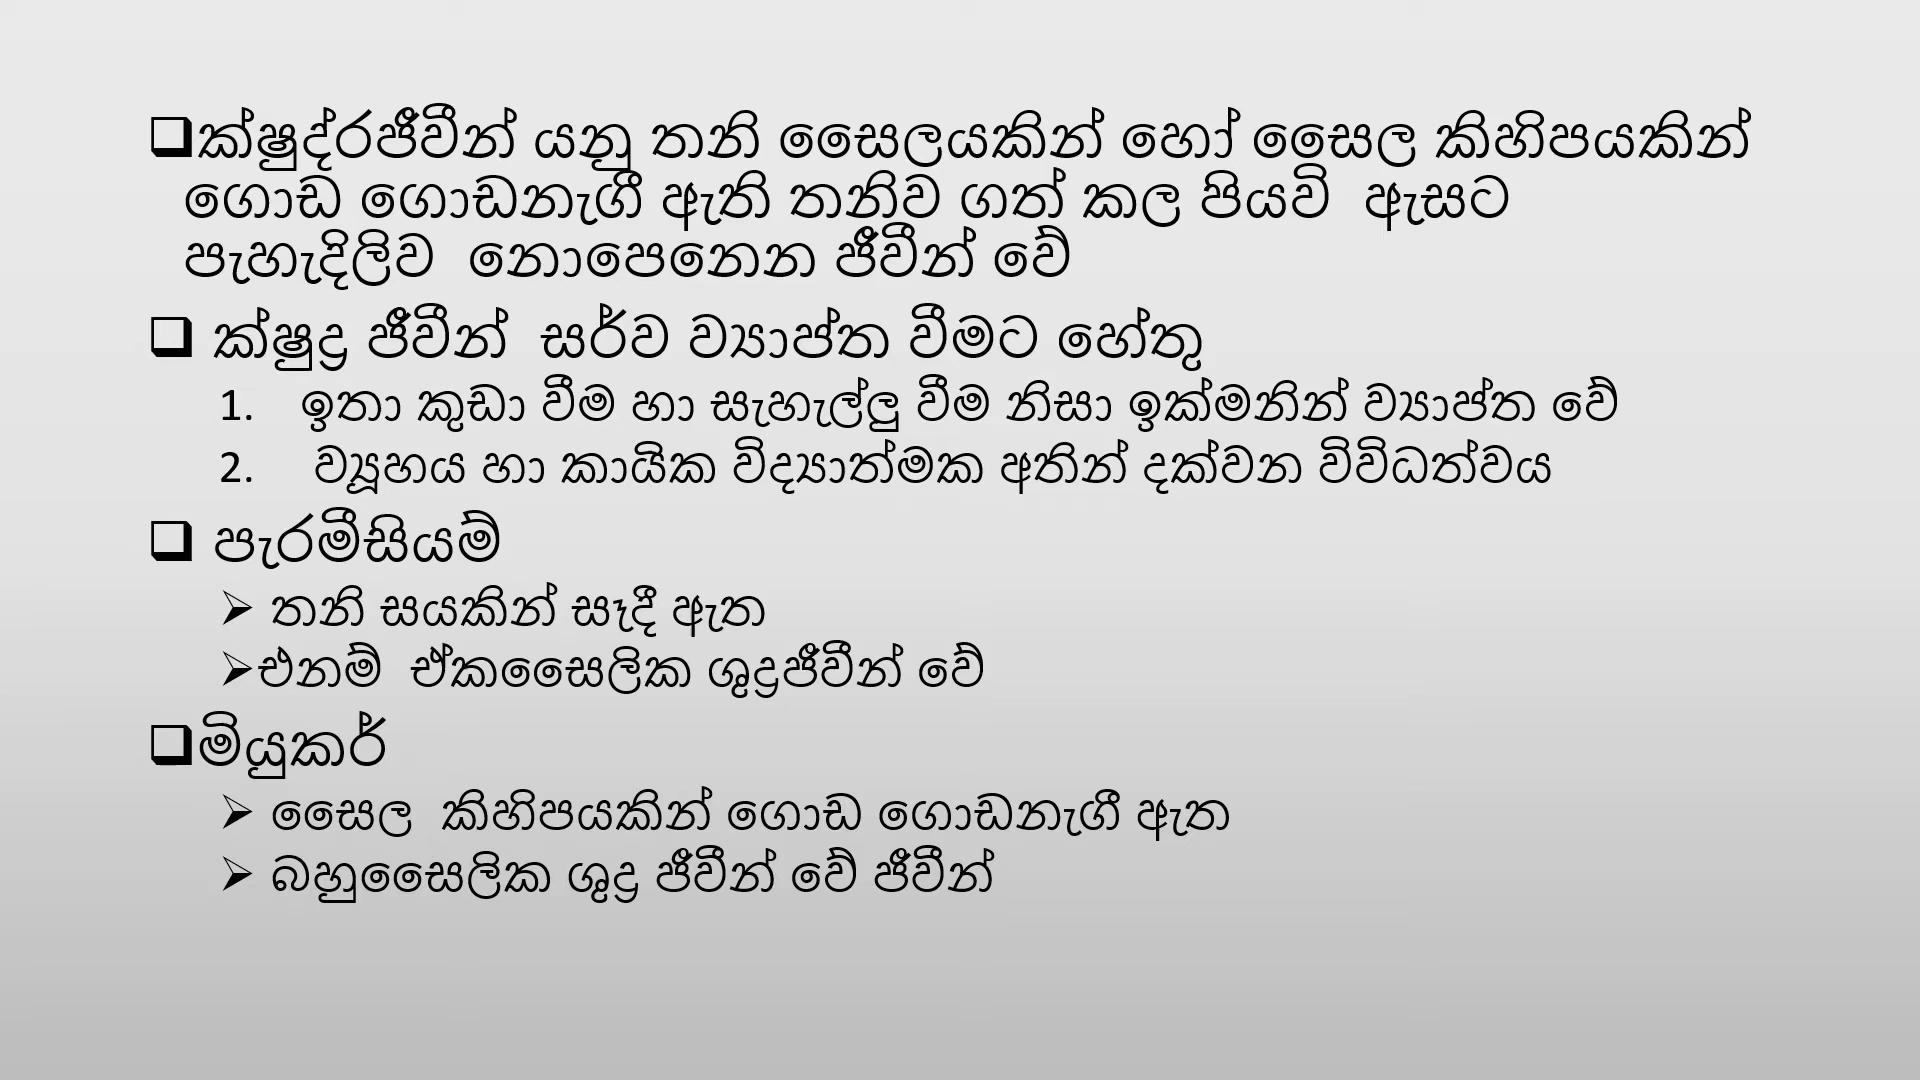 ❑ක්ෂුද්රජීවීන් යනු තනි සෛලයකින් හෝ සෛල කිහිපයකින්
ගොඩ ගොඩනැගී ඇති තනිව ගත් කල පියවි ඇසට
පැහැදිලිව නොපෙනෙන ජීවීන් වේ
❑ ක්ෂුද්‍ර ජීවීන් සර්ව ව්‍යාප්ත වීමට හේතු
1. ඉතා කුඩා වීම හා සැහැල්ලු වීම නිසා ඉක්මනින් ව්‍යාප්ත වේ
2. ව්‍යූහය හා කායික විද්‍යාත්මක අතින් දක්වන විවිධත්වය
❑ පැරමීසියම්
➢ තනි සයකින් සෑදී ඇත
➢එනම් ඒකසෛලික ශුද්‍රජීවීන් වේ
❑මියුකර්
➢ සෛල කිහිපයකින් ගොඩ ගොඩනැගී ඇත
➢ බහුසෛලික ශුද්‍ර ජීවීන් වේ ජීවීන්